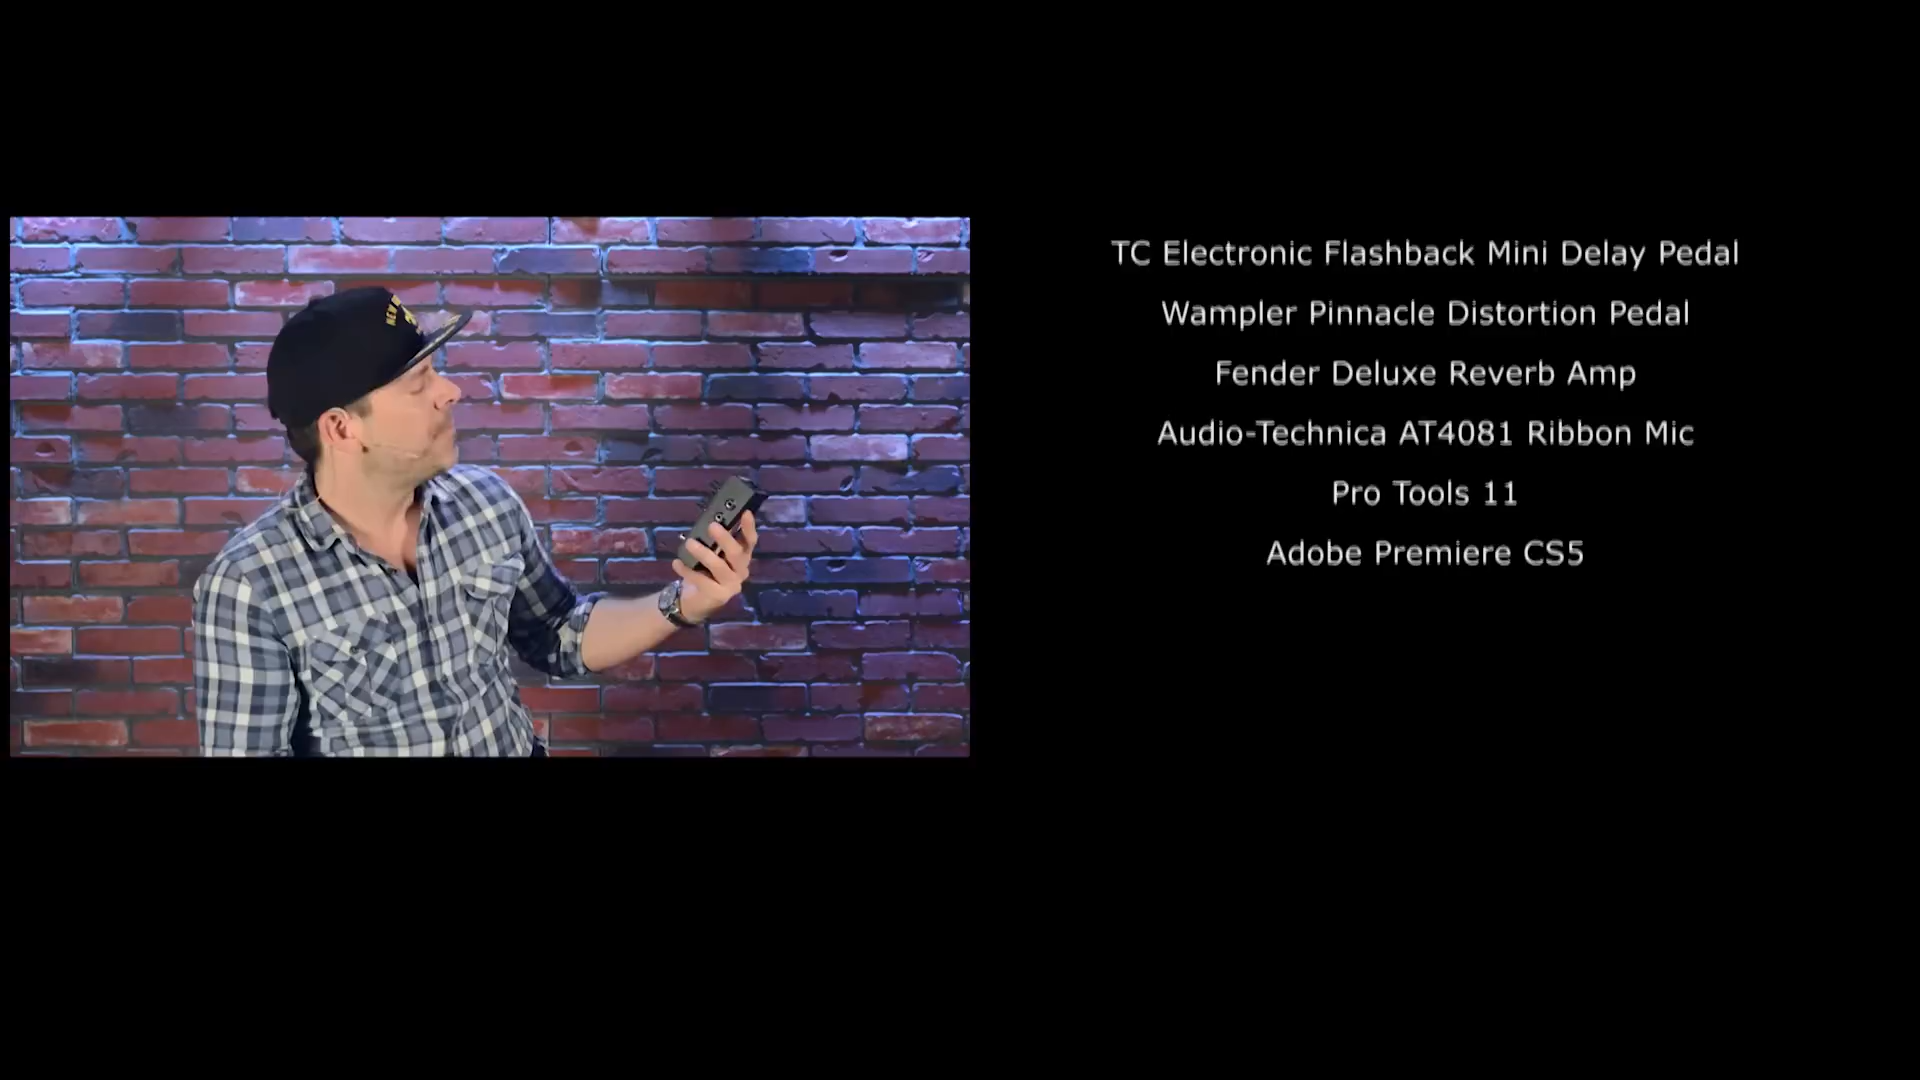 TC Electronic Flashback Mini Delay Pedal
Wampler Pinnacle Distortion Pedal
Fender Deluxe Reverb Amp
Audio-Technica AT4081 Ribbon Mic
Pro Tools 11
Adobe Premiere CS5